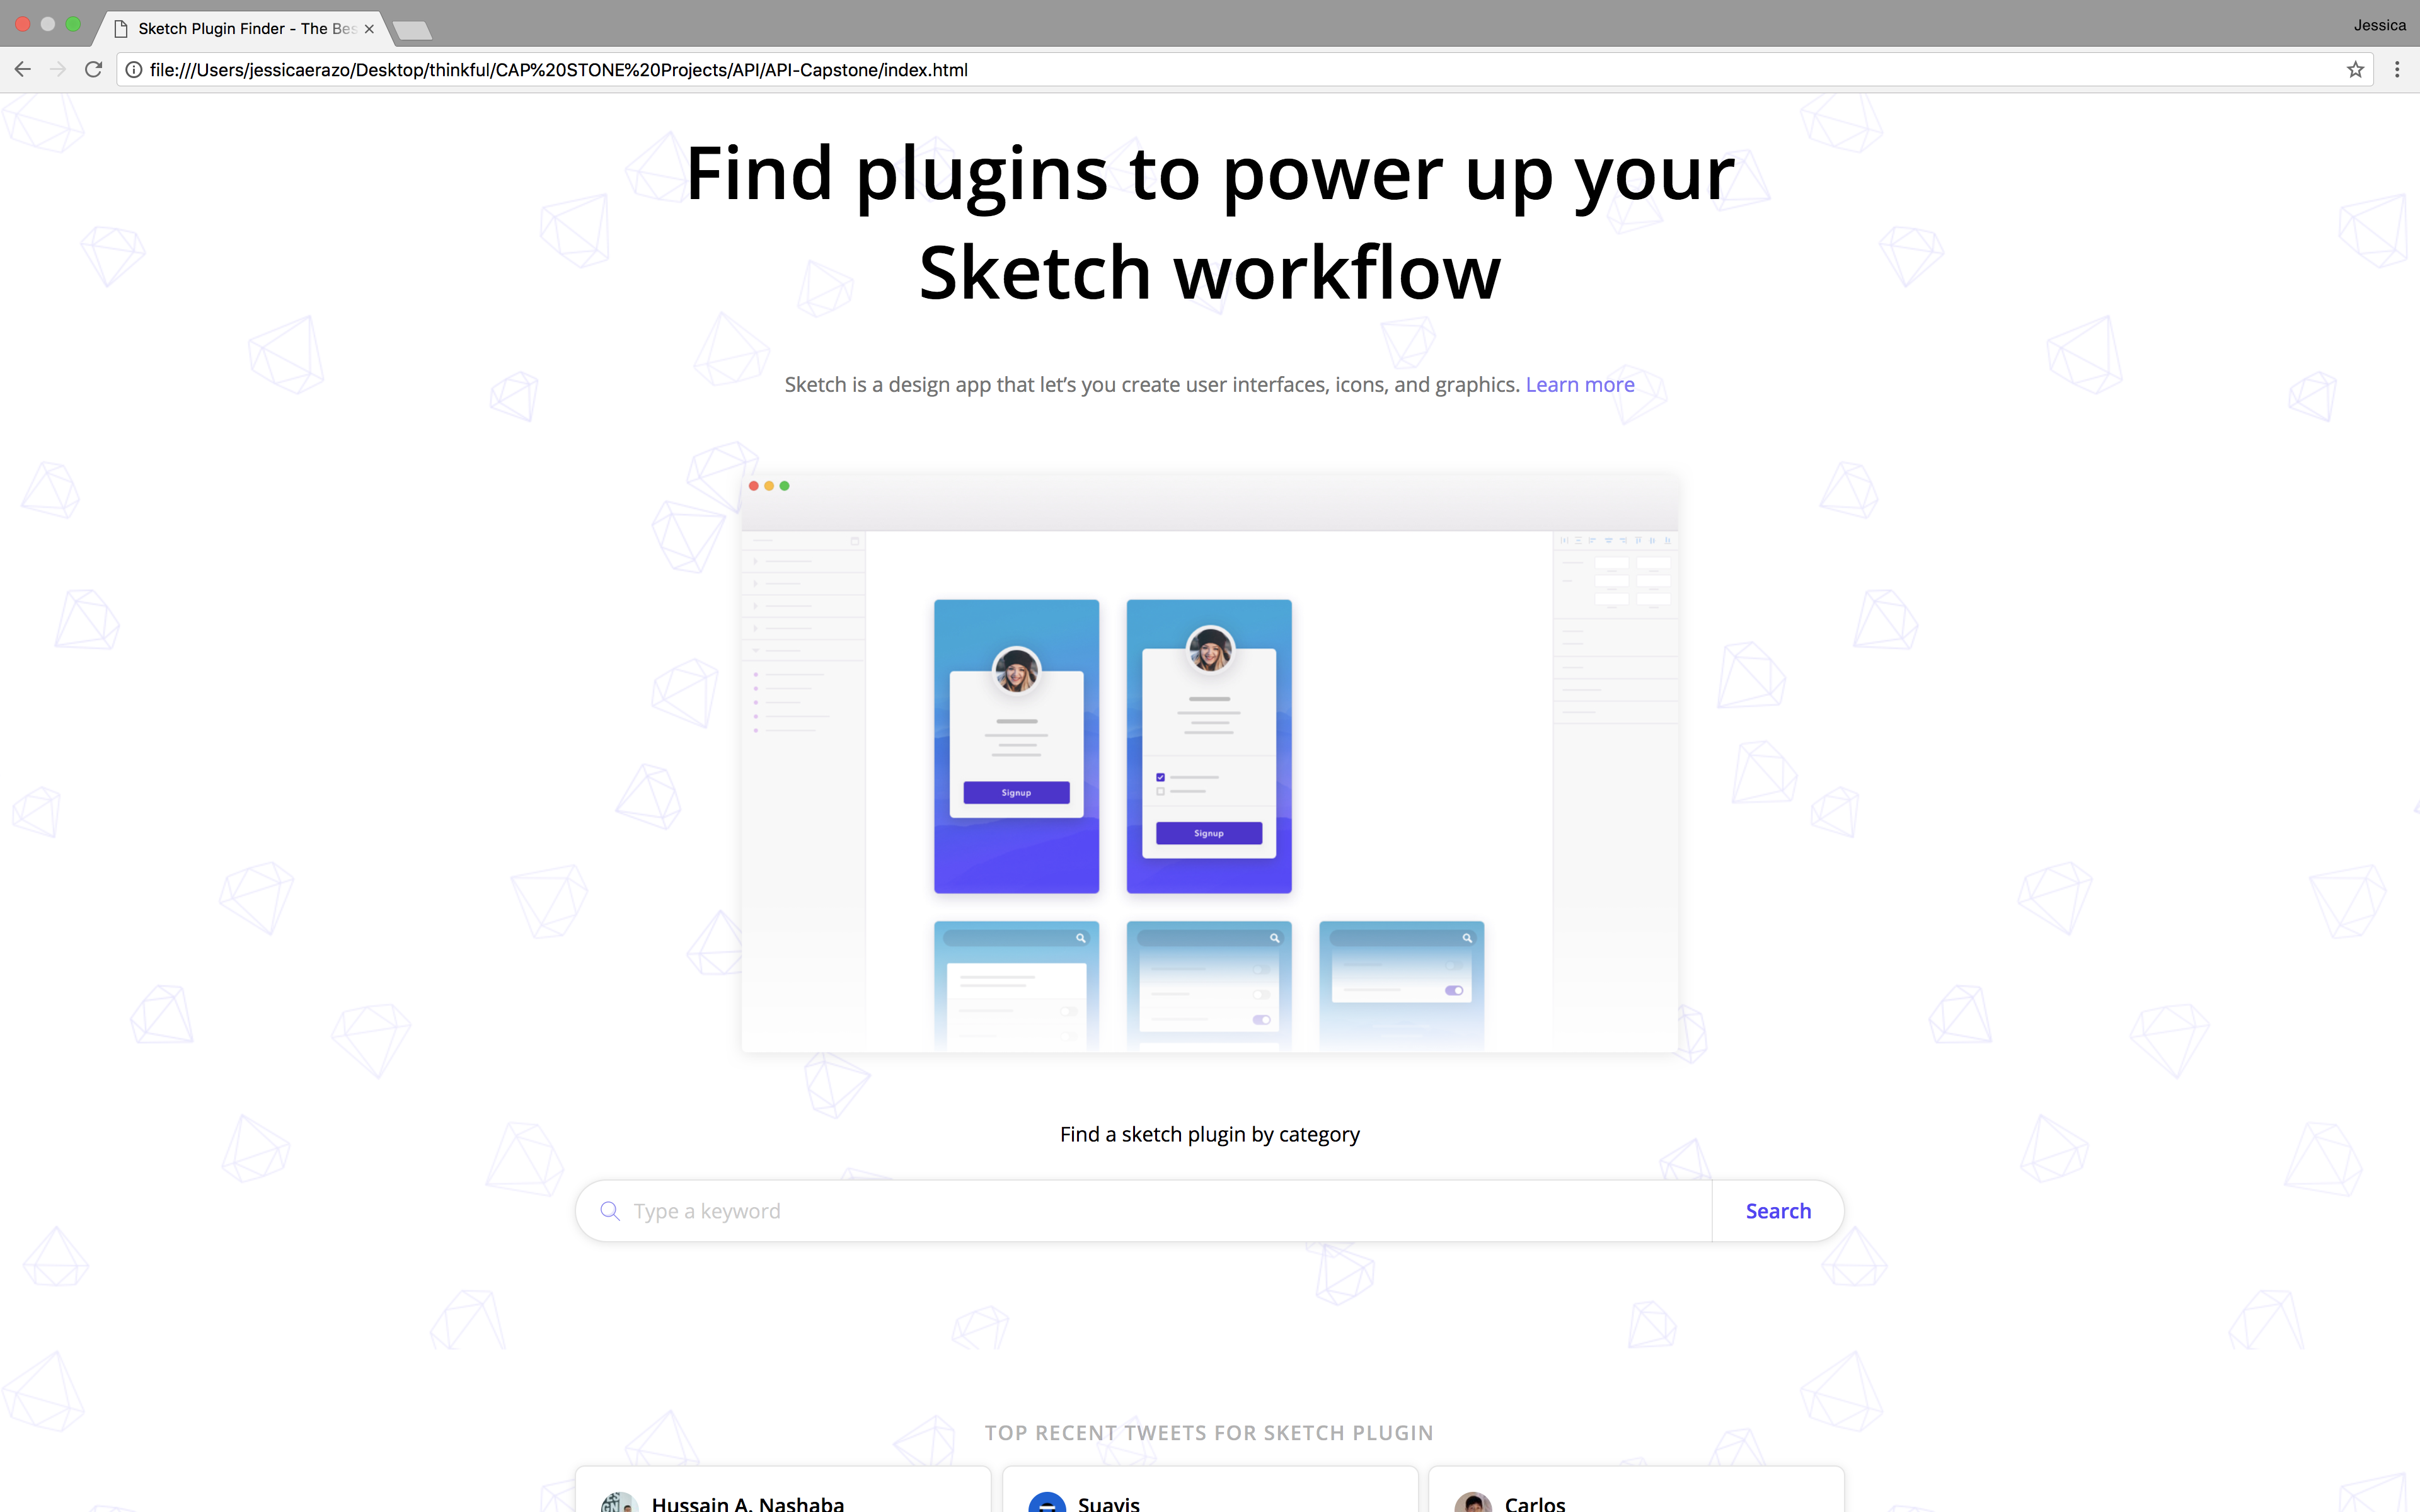 Jessica
Sketch Plugin Finder - The Bes
file:///Users/jessicaerazo/Desktop/thinkful/CAP%20STONE%20Projects/API/API-Capstone/index.html
Find plugins to power up your
Sketch workflow
Sketch is a design app that let’s you create user interfaces, icons, and graphics. Learn more
Signup
Signup
Find a sketch plugin by category
Type a keyword
Search
TOP RECENT TWEETS FOR SKETCH PLUGIN
Hussain A. Nashaba
Suavis
Carlos